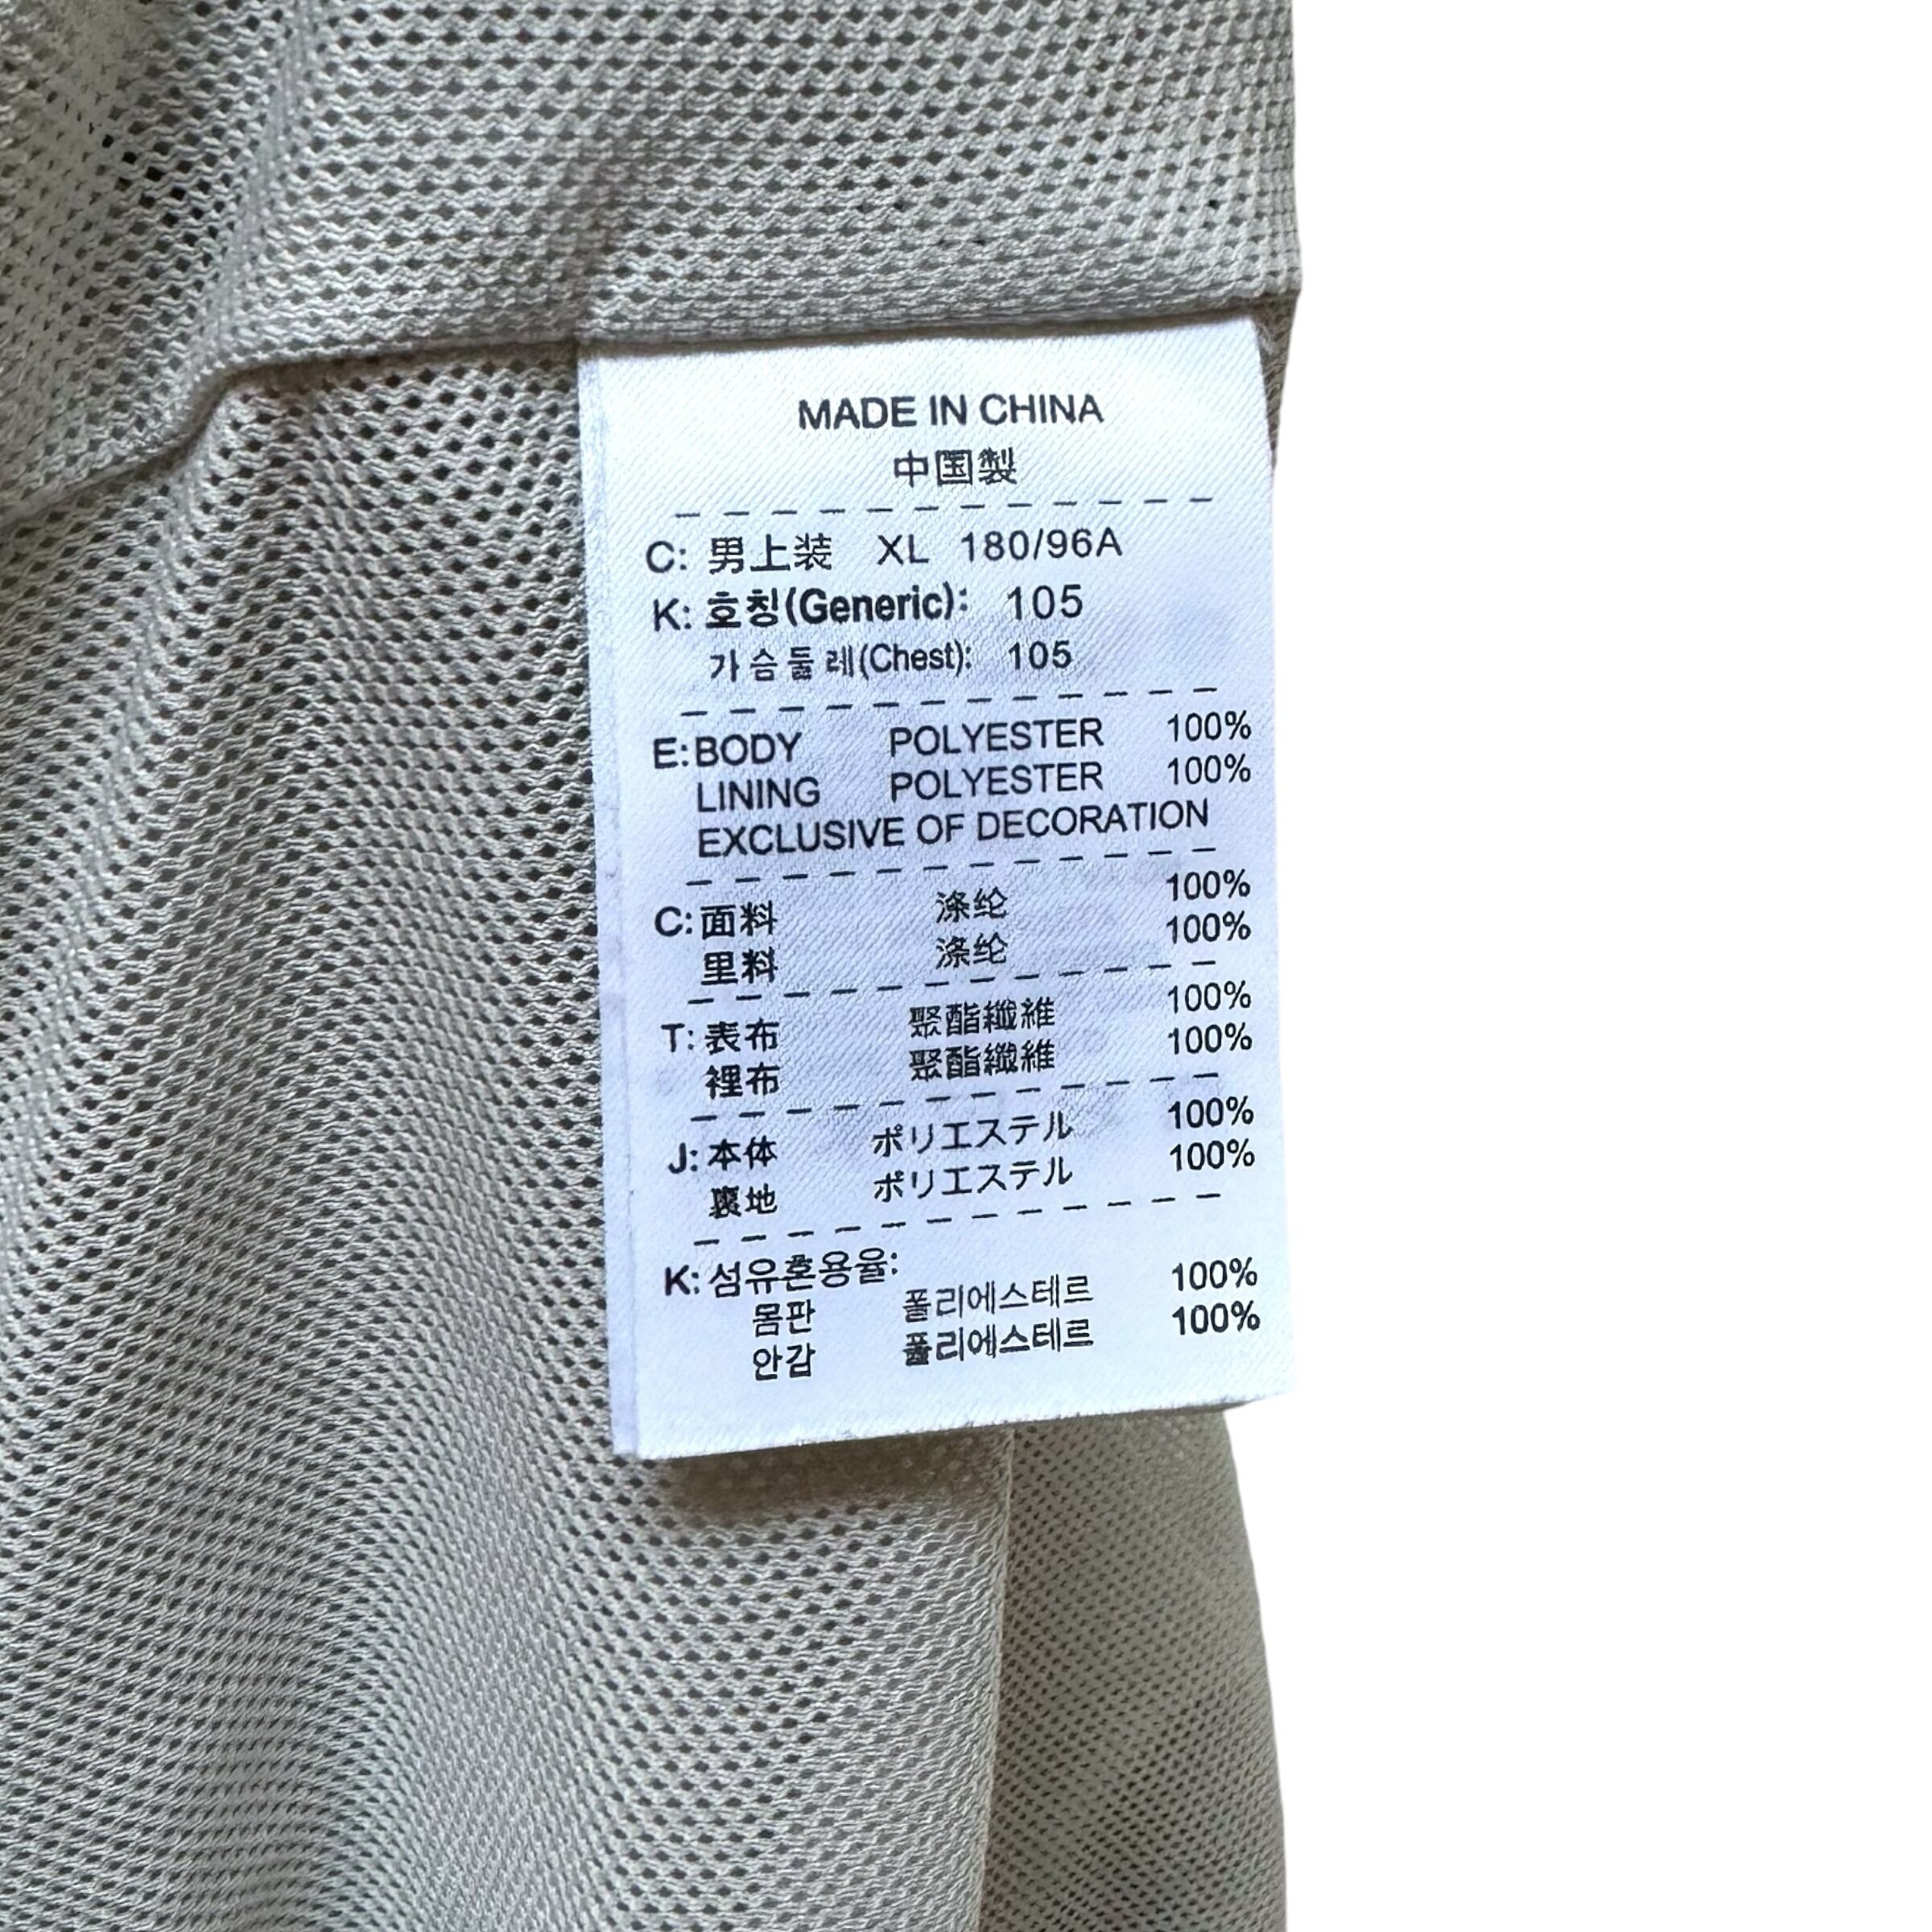 MADE IN CHINA
中国製
C: 男上装 XL 180/96A
K: 호칭(Generic): 105
가슴둘레(Chest): 105
E: BODY POLYESTER 100%
LINING POLYESTER 100%
EXCLUSIVE OF DECORATION
C: 面料 涤纶 100%
里料 涤纶 100%
T: 表布 聚酯纖維 100%
裡布 聚酯纖維 100%
J: 本体 ポリエステル 100%
裏地 ポリエステル 100%
K: 섬유혼용율:
몸판 폴리에스테르 100%
안감 폴리에스테르 100%